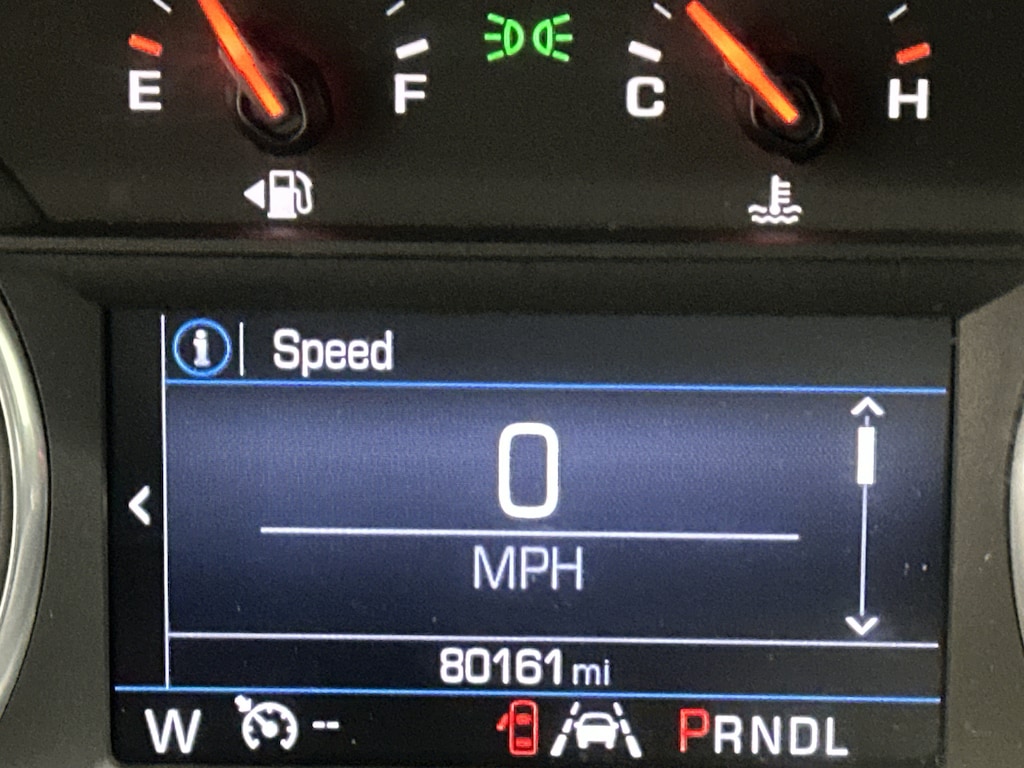 E F C H
i Speed
0
MPH
80161 mi
W -- PRNDL